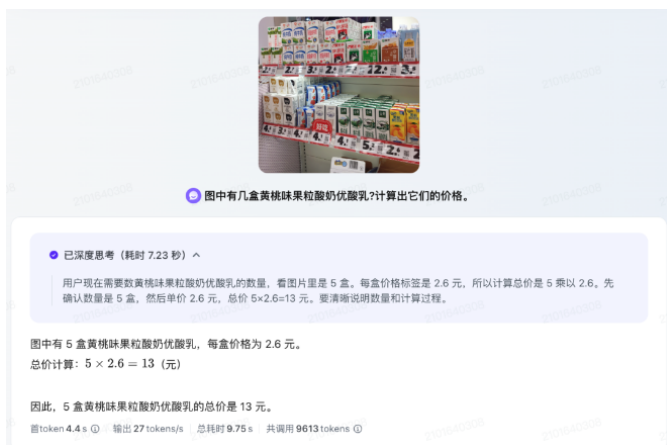 图中有几盒黄桃味果粒酸奶优酸乳?计算出它们的价格。
已深度思考（耗时 7.23 秒）
用户现在需要数黄桃味果粒酸奶优酸乳的数量，看图片里是 5 盒。每盒价格标签是 2.6 元，所以计算总价是 5 乘以 2.6。先
确认数量是 5 盒，然后单价 2.6 元，总价 5×2.6=13 元。要清晰说明数量和计算过程。
图中有 5 盒黄桃味果粒酸奶优酸乳，每盒价格为 2.6 元。
总价计算：5 × 2.6 = 13（元）
因此，5 盒黄桃味果粒酸奶优酸乳的总价是 13 元。
首token 4.4 s 输出 27 tokens/s 总耗时 9.75 s 共调用 9613 tokens